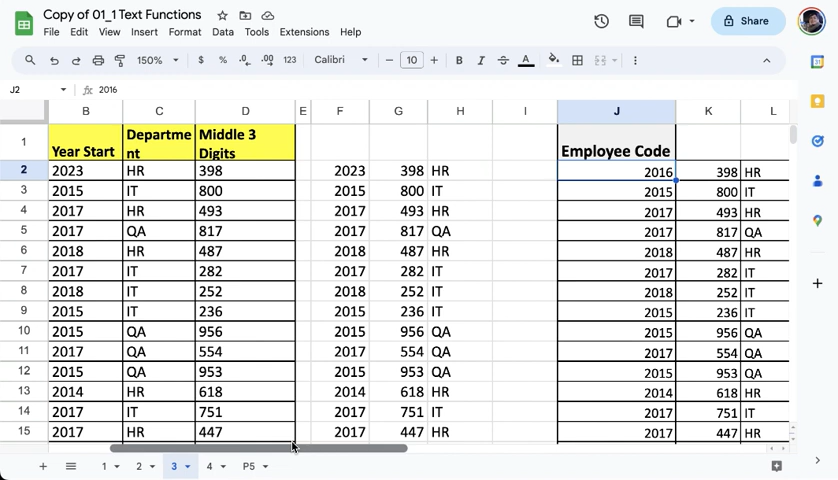 Copy of 01_1 Text Functions
File Edit View Insert Format Data Tools Extensions Help
Share
150% $ % .0 .00 123 Calibri 10 B I S A
J2 fx 2016
B C D E F G H I J K L
1 Year Start Departme nt Middle 3 Digits Employee Code
2 2023 HR 398 2023 398 HR 2016 398 HR
3 2015 IT 800 2015 800 IT 2015 800 IT
4 2017 HR 493 2017 493 HR 2017 493 HR
5 2017 QA 817 2017 817 QA 2017 817 QA
6 2018 HR 487 2018 487 HR 2018 487 HR
7 2017 IT 282 2017 282 IT 2017 282 IT
8 2018 IT 252 2018 252 IT 2018 252 IT
9 2015 IT 236 2015 236 IT 2015 236 IT
10 2015 QA 956 2015 956 QA 2015 956 QA
11 2017 QA 554 2017 554 QA 2017 554 QA
12 2015 QA 953 2015 953 QA 2015 953 QA
13 2014 HR 618 2014 618 HR 2014 618 HR
14 2017 IT 751 2017 751 IT 2017 751 IT
15 2017 HR 447 2017 447 HR 2017 447 HR
1 2 3 4 P5